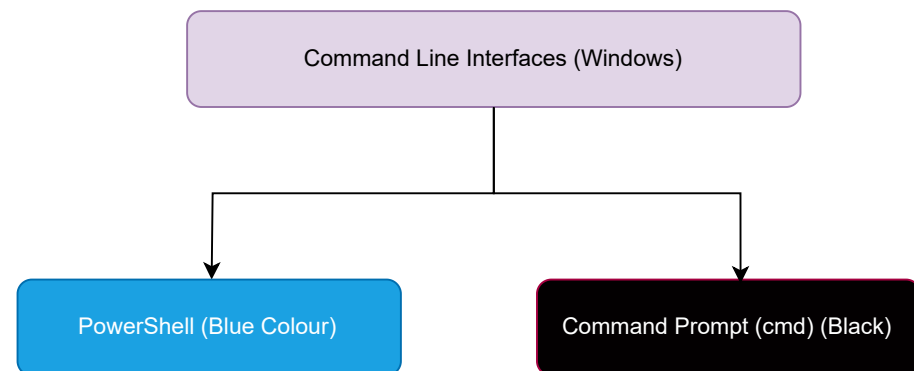 Command Line Interfaces (Windows)
PowerShell (Blue Colour)
Command Prompt (cmd) (Black)